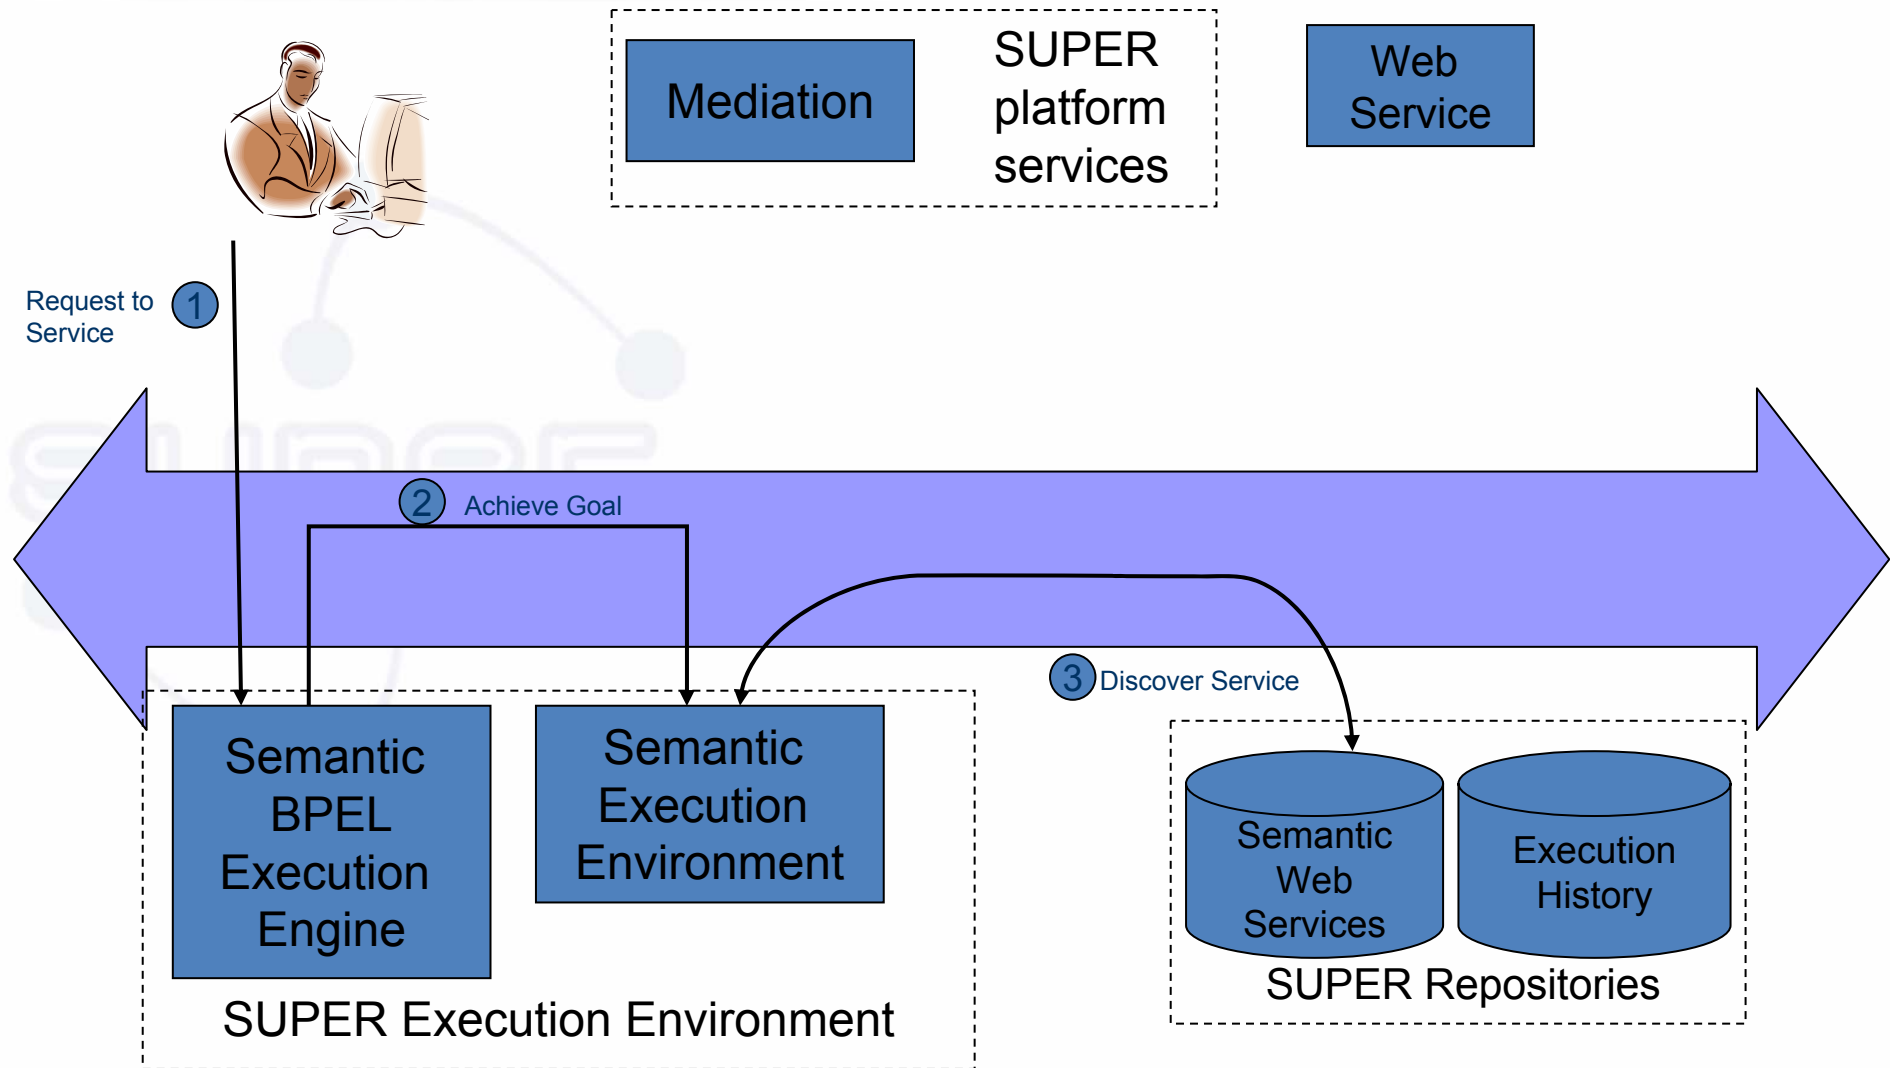 Mediation
SUPER
platform
services
Web
Service
Request to
Service
1
SUPER
2
Achieve Goal
3
Discover Service
Semantic
BPEL
Execution
Engine
Semantic
Execution
Environment
SUPER Execution Environment
Semantic
Web
Services
Execution
History
SUPER Repositories